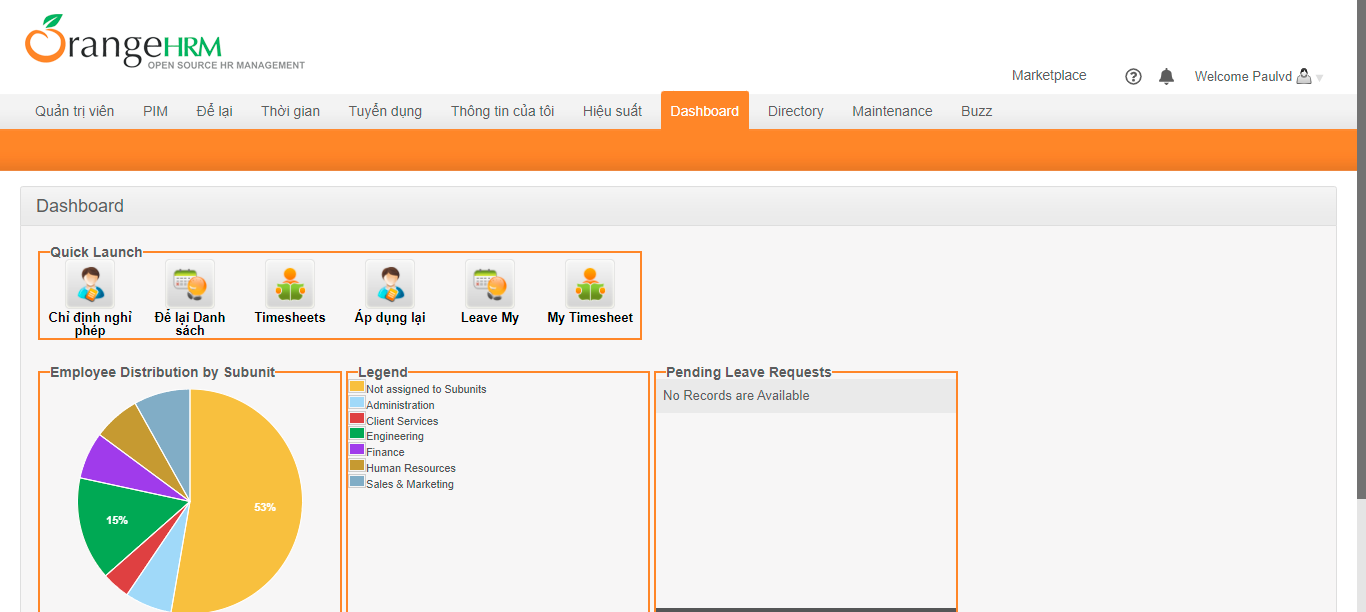 OrangeHRM
OPEN SOURCE HR MANAGEMENT
Marketplace
Welcome Paulvd
Quản trị viên PIM Để lại Thời gian Tuyển dụng Thông tin của tôi Hiệu suất Dashboard Directory Maintenance Buzz
Dashboard
Quick Launch
Chỉ định nghỉ phép
Để lại Danh sách
Timesheets
Áp dụng lại
Leave My
My Timesheet
Employee Distribution by Subunit
53%
15%
Legend
Not assigned to Subunits
Administration
Client Services
Engineering
Finance
Human Resources
Sales & Marketing
Pending Leave Requests
No Records are Available